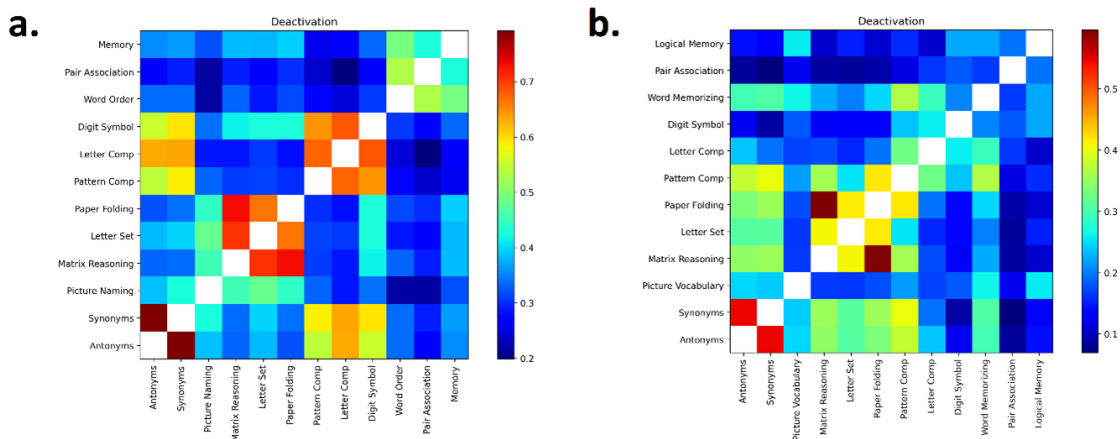 a.
Deactivation
Memory
Pair Association
Word Order
Digit Symbol
Letter Comp
Pattern Comp
Paper Folding
Letter Set
Matrix Reasoning
Picture Naming
Synonyms
Antonyms
Antonyms
Synonyms
Picture Naming
Matrix Reasoning
Letter Set
Paper Folding
Pattern Comp
Letter Comp
Digit Symbol
Word Order
Pair Association
Memory
0.7
0.6
0.5
0.4
0.3
0.2
b.
Deactivation
Logical Memory
Pair Association
Word Memorizing
Digit Symbol
Letter Comp
Pattern Comp
Paper Folding
Letter Set
Matrix Reasoning
Picture Vocabulary
Synonyms
Antonyms
Antonyms
Synonyms
Picture Vocabulary
Matrix Reasoning
Letter Set
Paper Folding
Pattern Comp
Letter Comp
Digit Symbol
Word Memorizing
Pair Association
Logical Memory
0.5
0.4
0.3
0.2
0.1